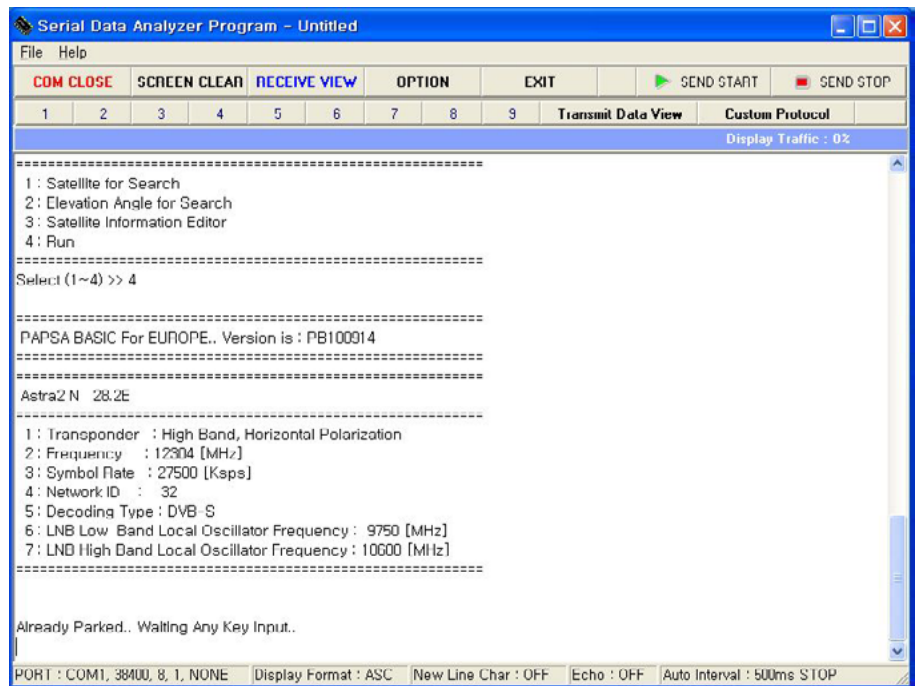 Serial Data Analyzer Program - Untitled
File Help
COM CLOSE SCREEN CLEAR RECEIVE VIEW OPTION EXIT SEND START SEND STOP
1 2 3 4 5 6 7 8 9 Transmit Data View Custom Protocol
Display Traffic : 0%
============================================================
1 : Satellite for Search
2 : Elevation Angle for Search
3 : Satellite Information Editor
4 : Run
============================================================
Select (1~4) >> 4
============================================================
PAPSA BASIC For EUROPE.. Version is : PB100914
============================================================
============================================================
Astra2 N 28.2E
------------------------------------------------------------
1 : Transponder : High Band, Horizontal Polarization
2 : Frequency : 12304 [MHz]
3 : Symbol Rate : 27500 [Ksps]
4 : Network ID : 32
5 : Decoding Type : DVB-S
6 : LNB Low Band Local Oscillator Frequency : 9750 [MHz]
7 : LNB High Band Local Oscillator Frequency : 10600 [MHz]
============================================================
Already Parked.. Waiting Any Key Input..
PORT : COM1, 38400, 8, 1, NONE Display Format : ASC New Line Char : OFF Echo : OFF Auto Interval : 500ms STOP